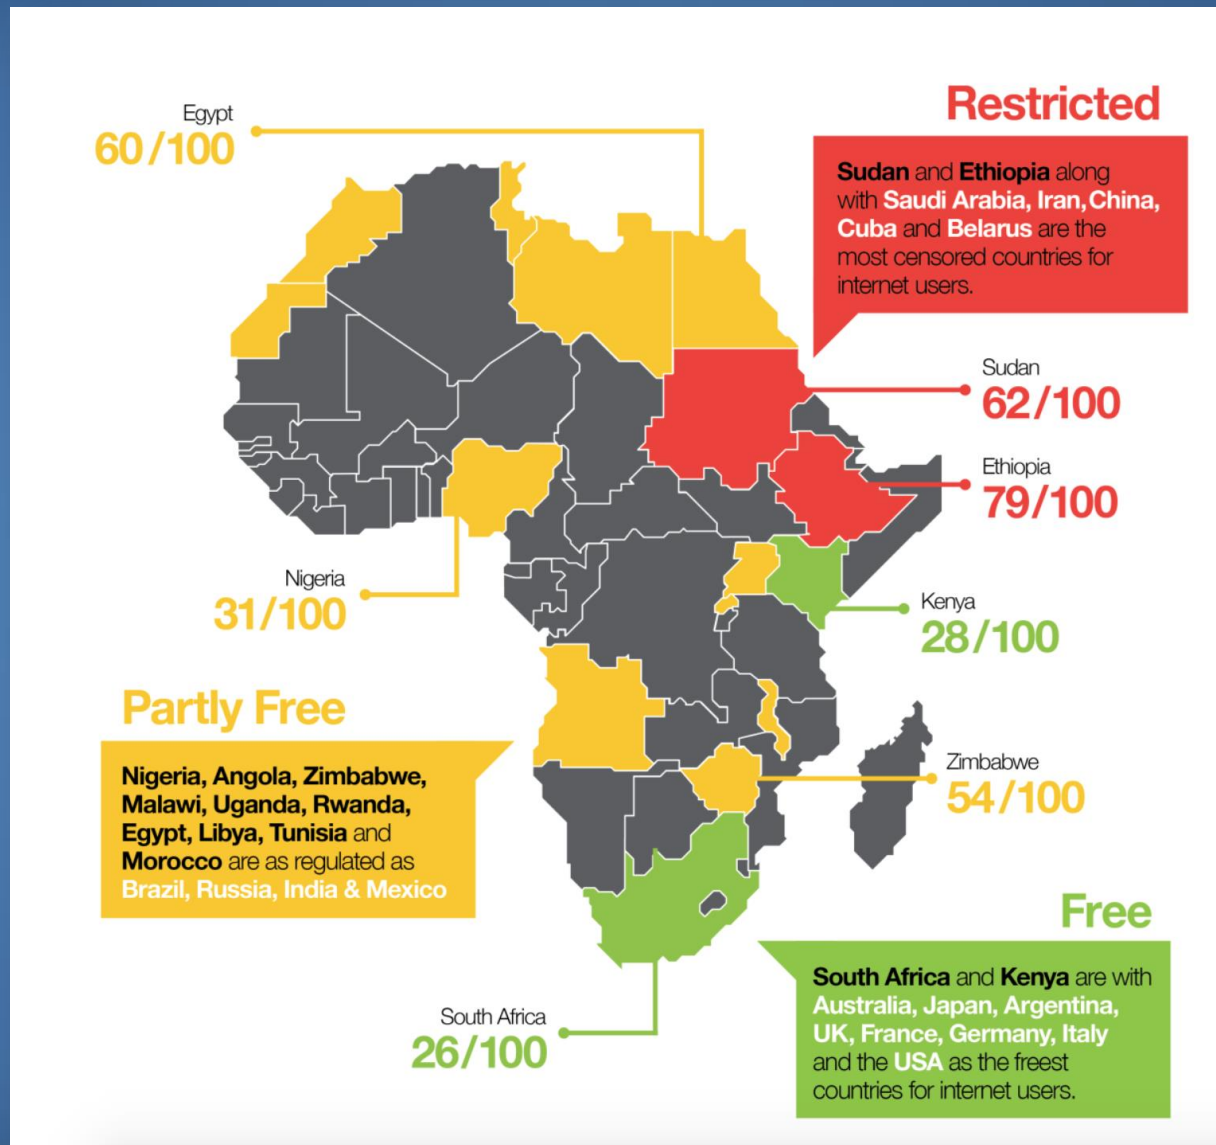 Egypt
60/100
Restricted
Sudan and Ethiopia along
with Saudi Arabia, Iran, China,
Cuba and Belarus are the
most censored countries for
internet users.
Sudan
62/100
Ethiopia
79/100
Nigeria
31/100
Kenya
28/100
Partly Free
Nigeria, Angola, Zimbabwe,
Malawi, Uganda, Rwanda,
Egypt, Libya, Tunisia and
Morocco are as regulated as
Brazil, Russia, India & Mexico
Zimbabwe
54/100
Free
South Africa and Kenya are with
Australia, Japan, Argentina,
UK, France, Germany, Italy
and the USA as the freest
countries for internet users.
South Africa
26/100